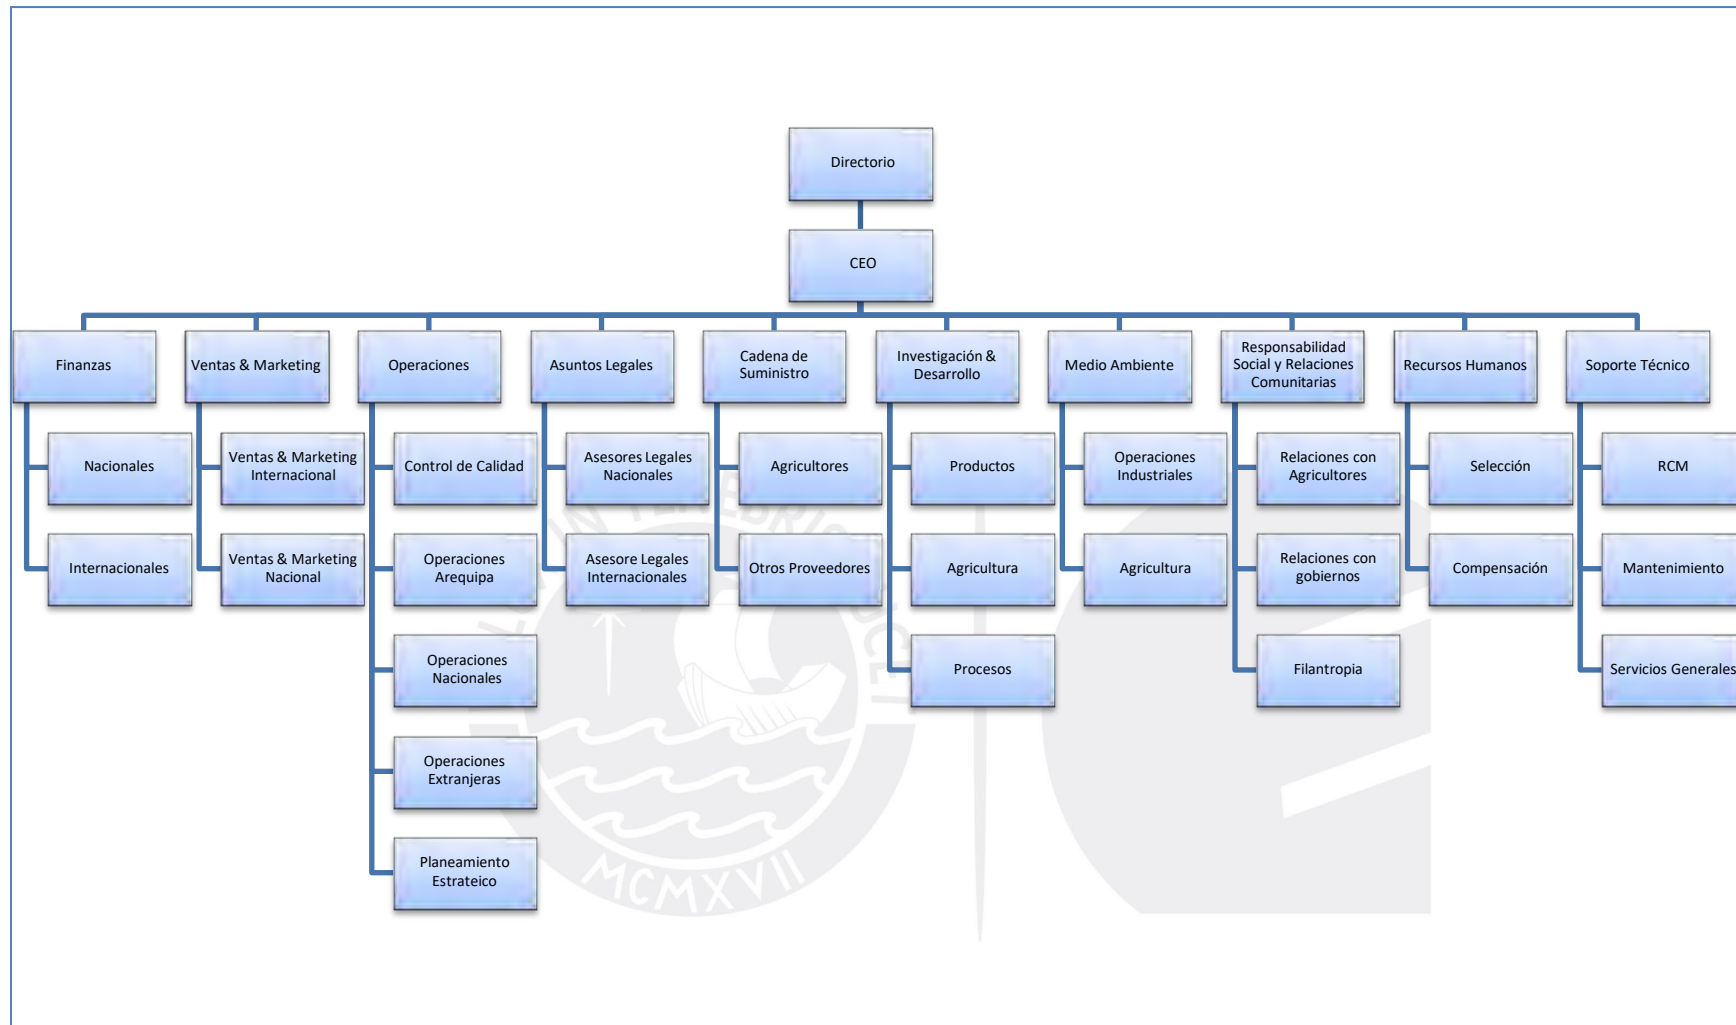 Directorio
CEO
Finanzas
Ventas & Marketing
Operaciones
Asuntos Legales
Cadena de
Suministro
Investigación &
Desarrollo
Medio Ambiente
Responsabilidad
Social y Relaciones
Comunitarias
Recursos Humanos
Soporte Técnico
Nacionales
Ventas & Marketing
Internacional
Control de Calidad
Asesores Legales
Nacionales
Agricultores
Productos
Operaciones
Industriales
Relaciones con
Agricultores
Selección
RCM
Internacionales
Ventas & Marketing
Nacional
Operaciones
Arequipa
Asesore Legales
Internacionales
Otros Proveedores
Agricultura
Agricultura
Relaciones con
gobiernos
Compensación
Mantenimiento
Operaciones
Nacionales
Procesos
Filantropia
Servicios Generales
Operaciones
Extranjeras
Planeamiento
Estrateico
IN TENEBRIS
MCMXVII